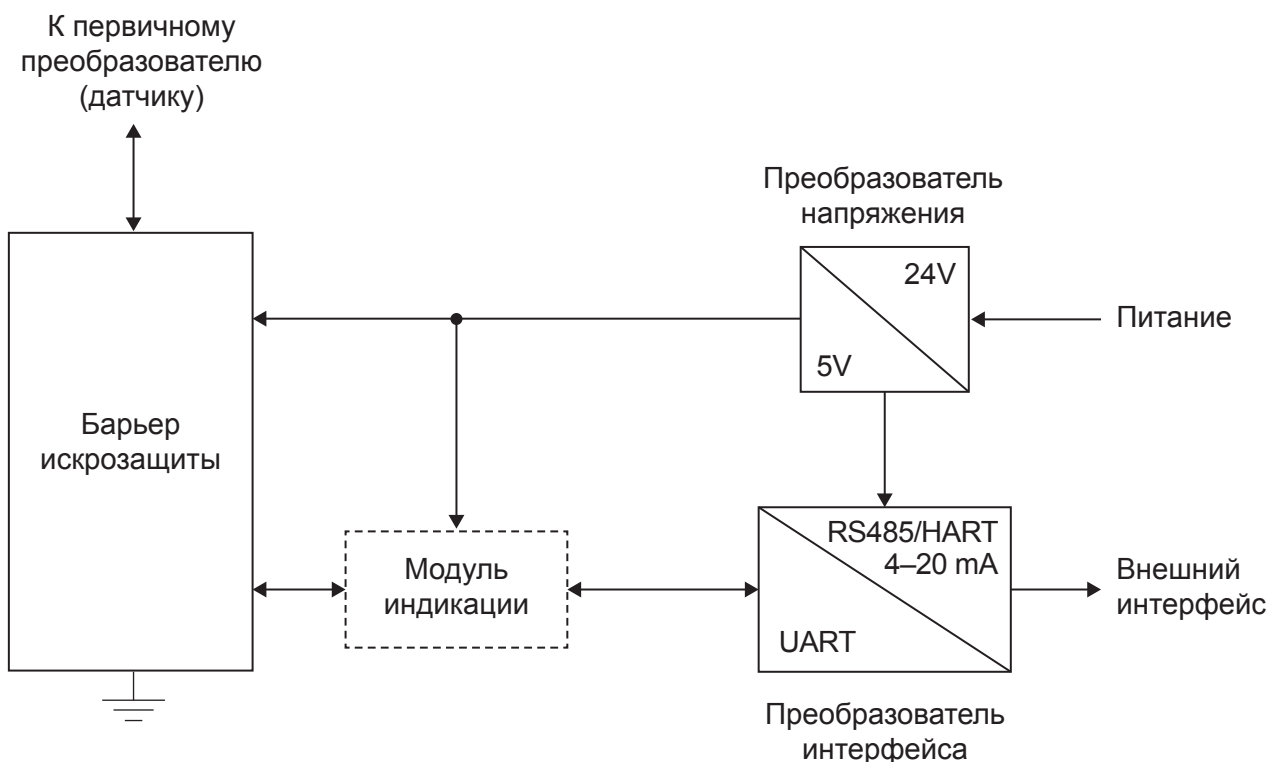 К первичному
преобразователю
(датчику)
Преобразователь
напряжения
24V
5V
Питание
Барьер
искрозащиты
Модуль
индикации
RS485/HART
4–20 mA
UART
Внешний
интерфейс
Преобразователь
интерфейса